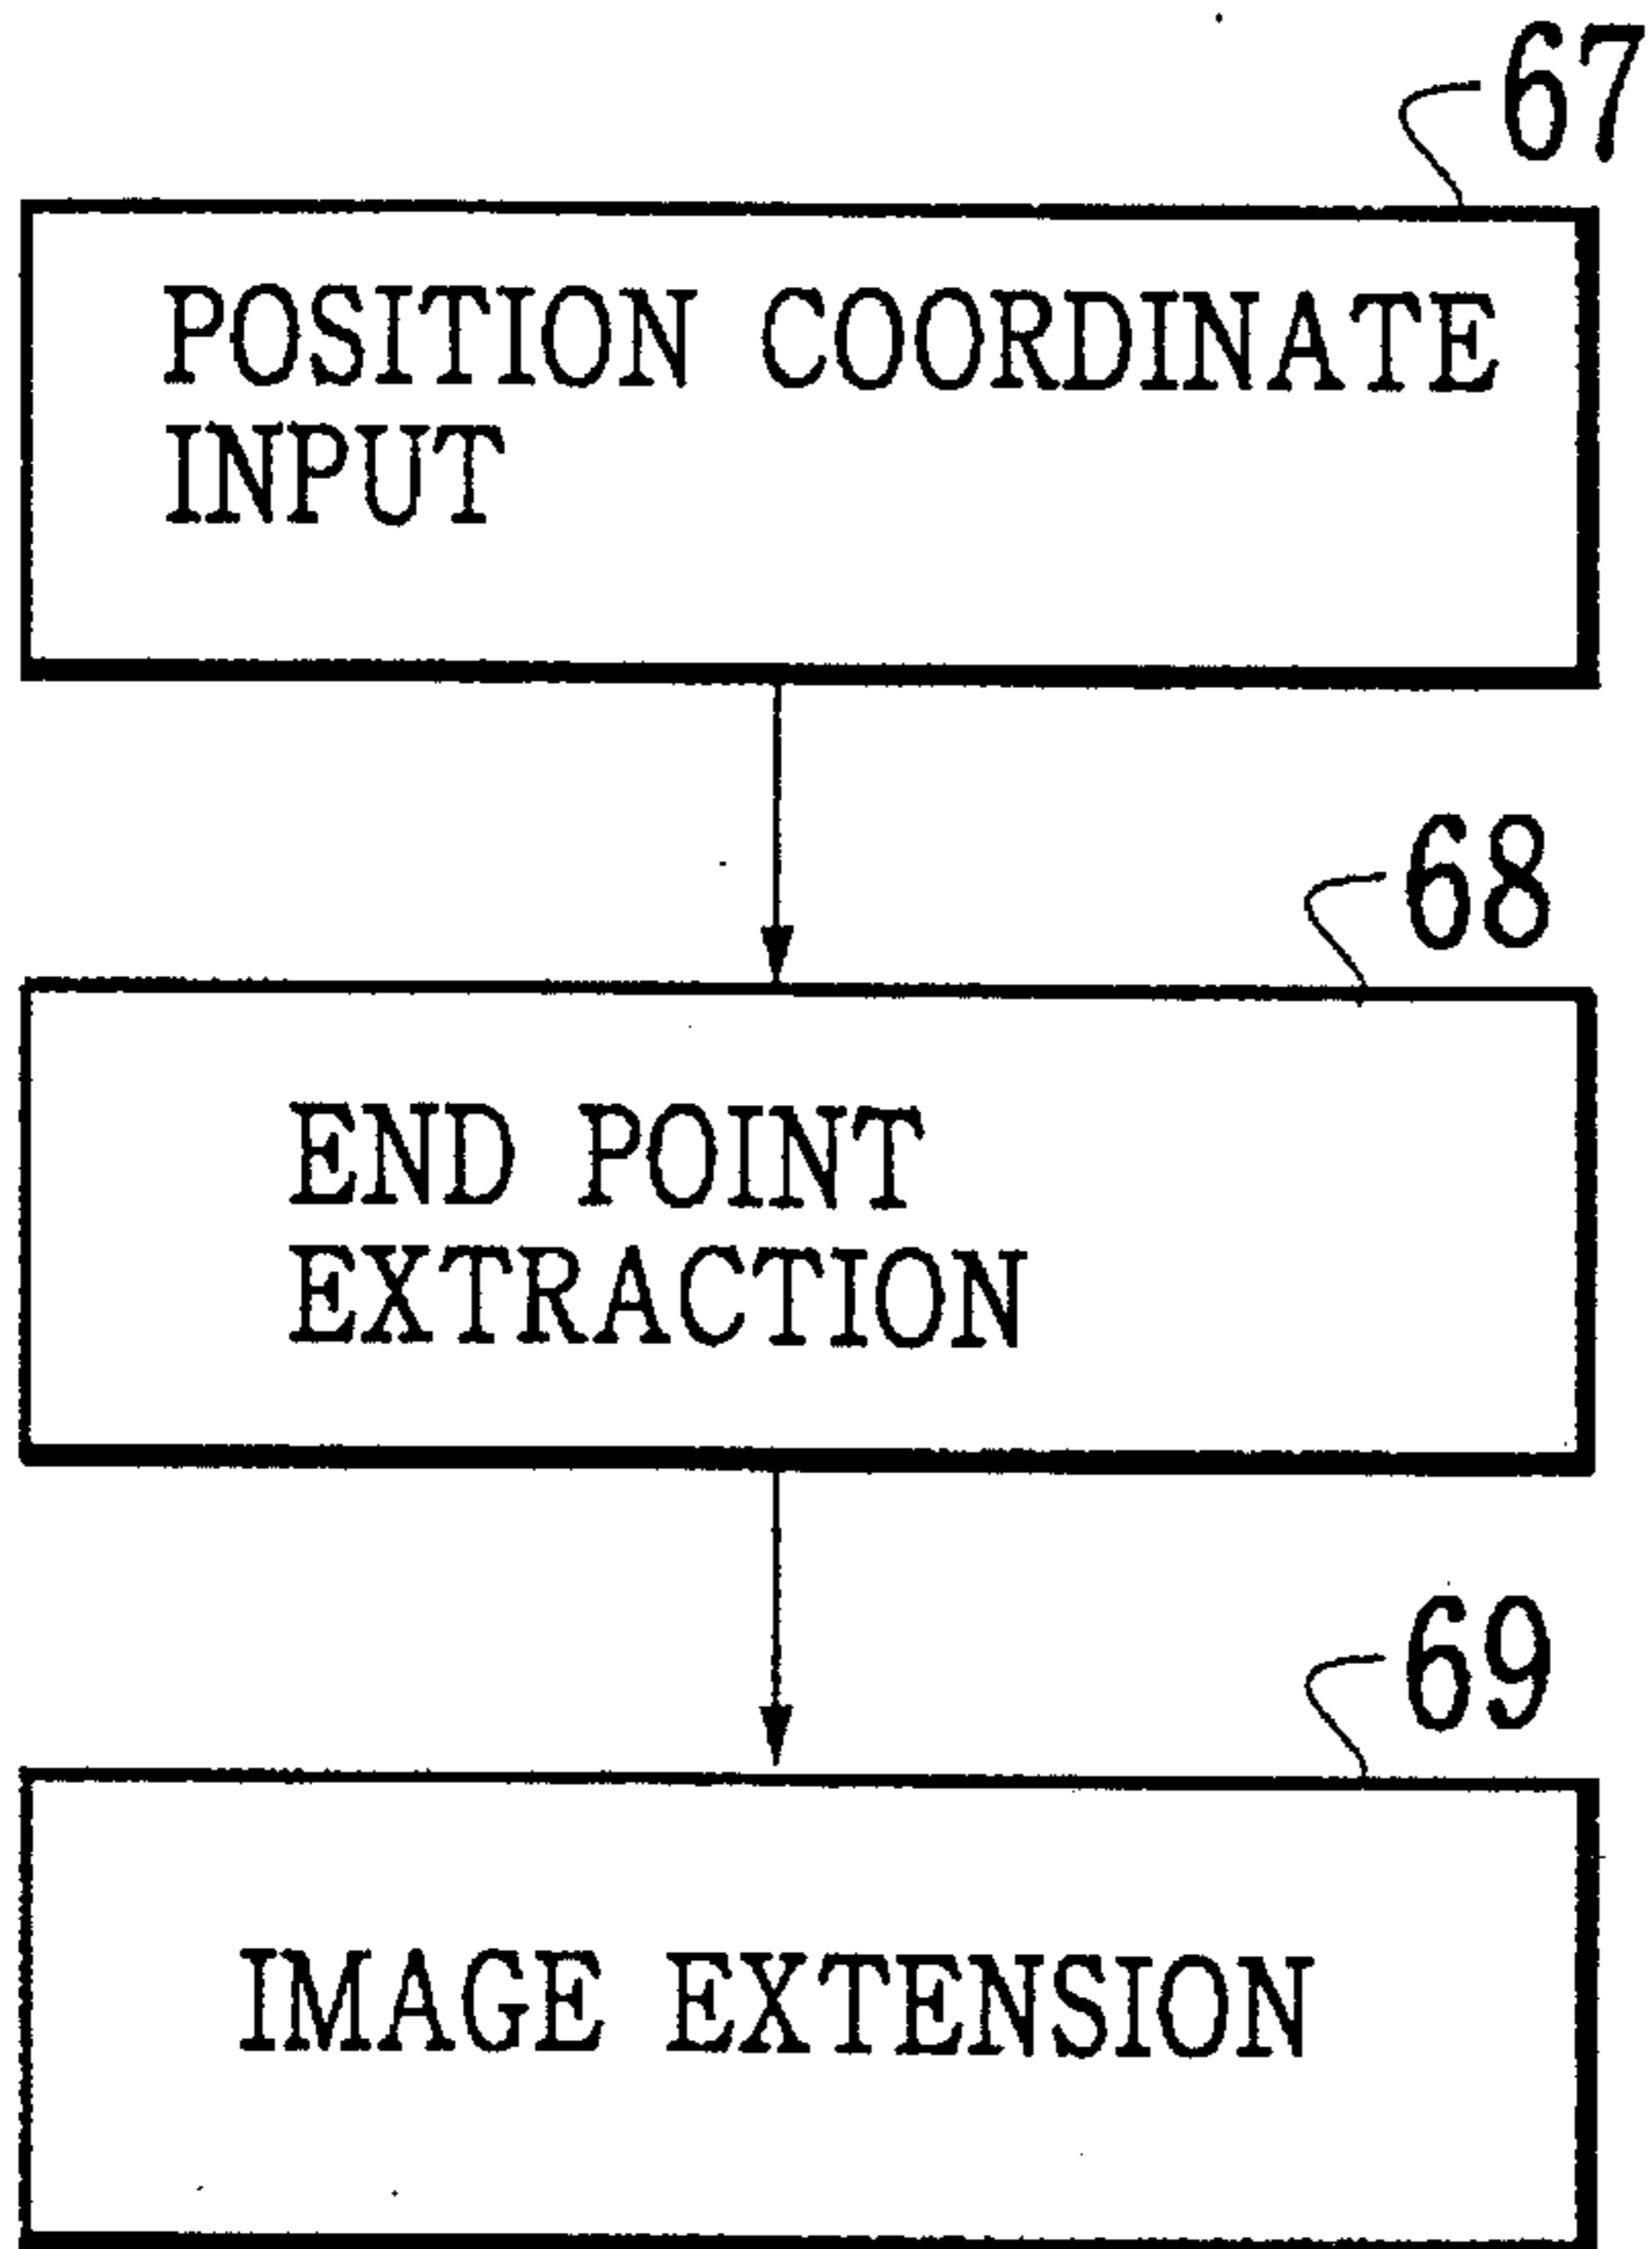 67
POSITION COORDINATE
INPUT
68
END POINT
EXTRACTION
69
IMAGE EXTENSION